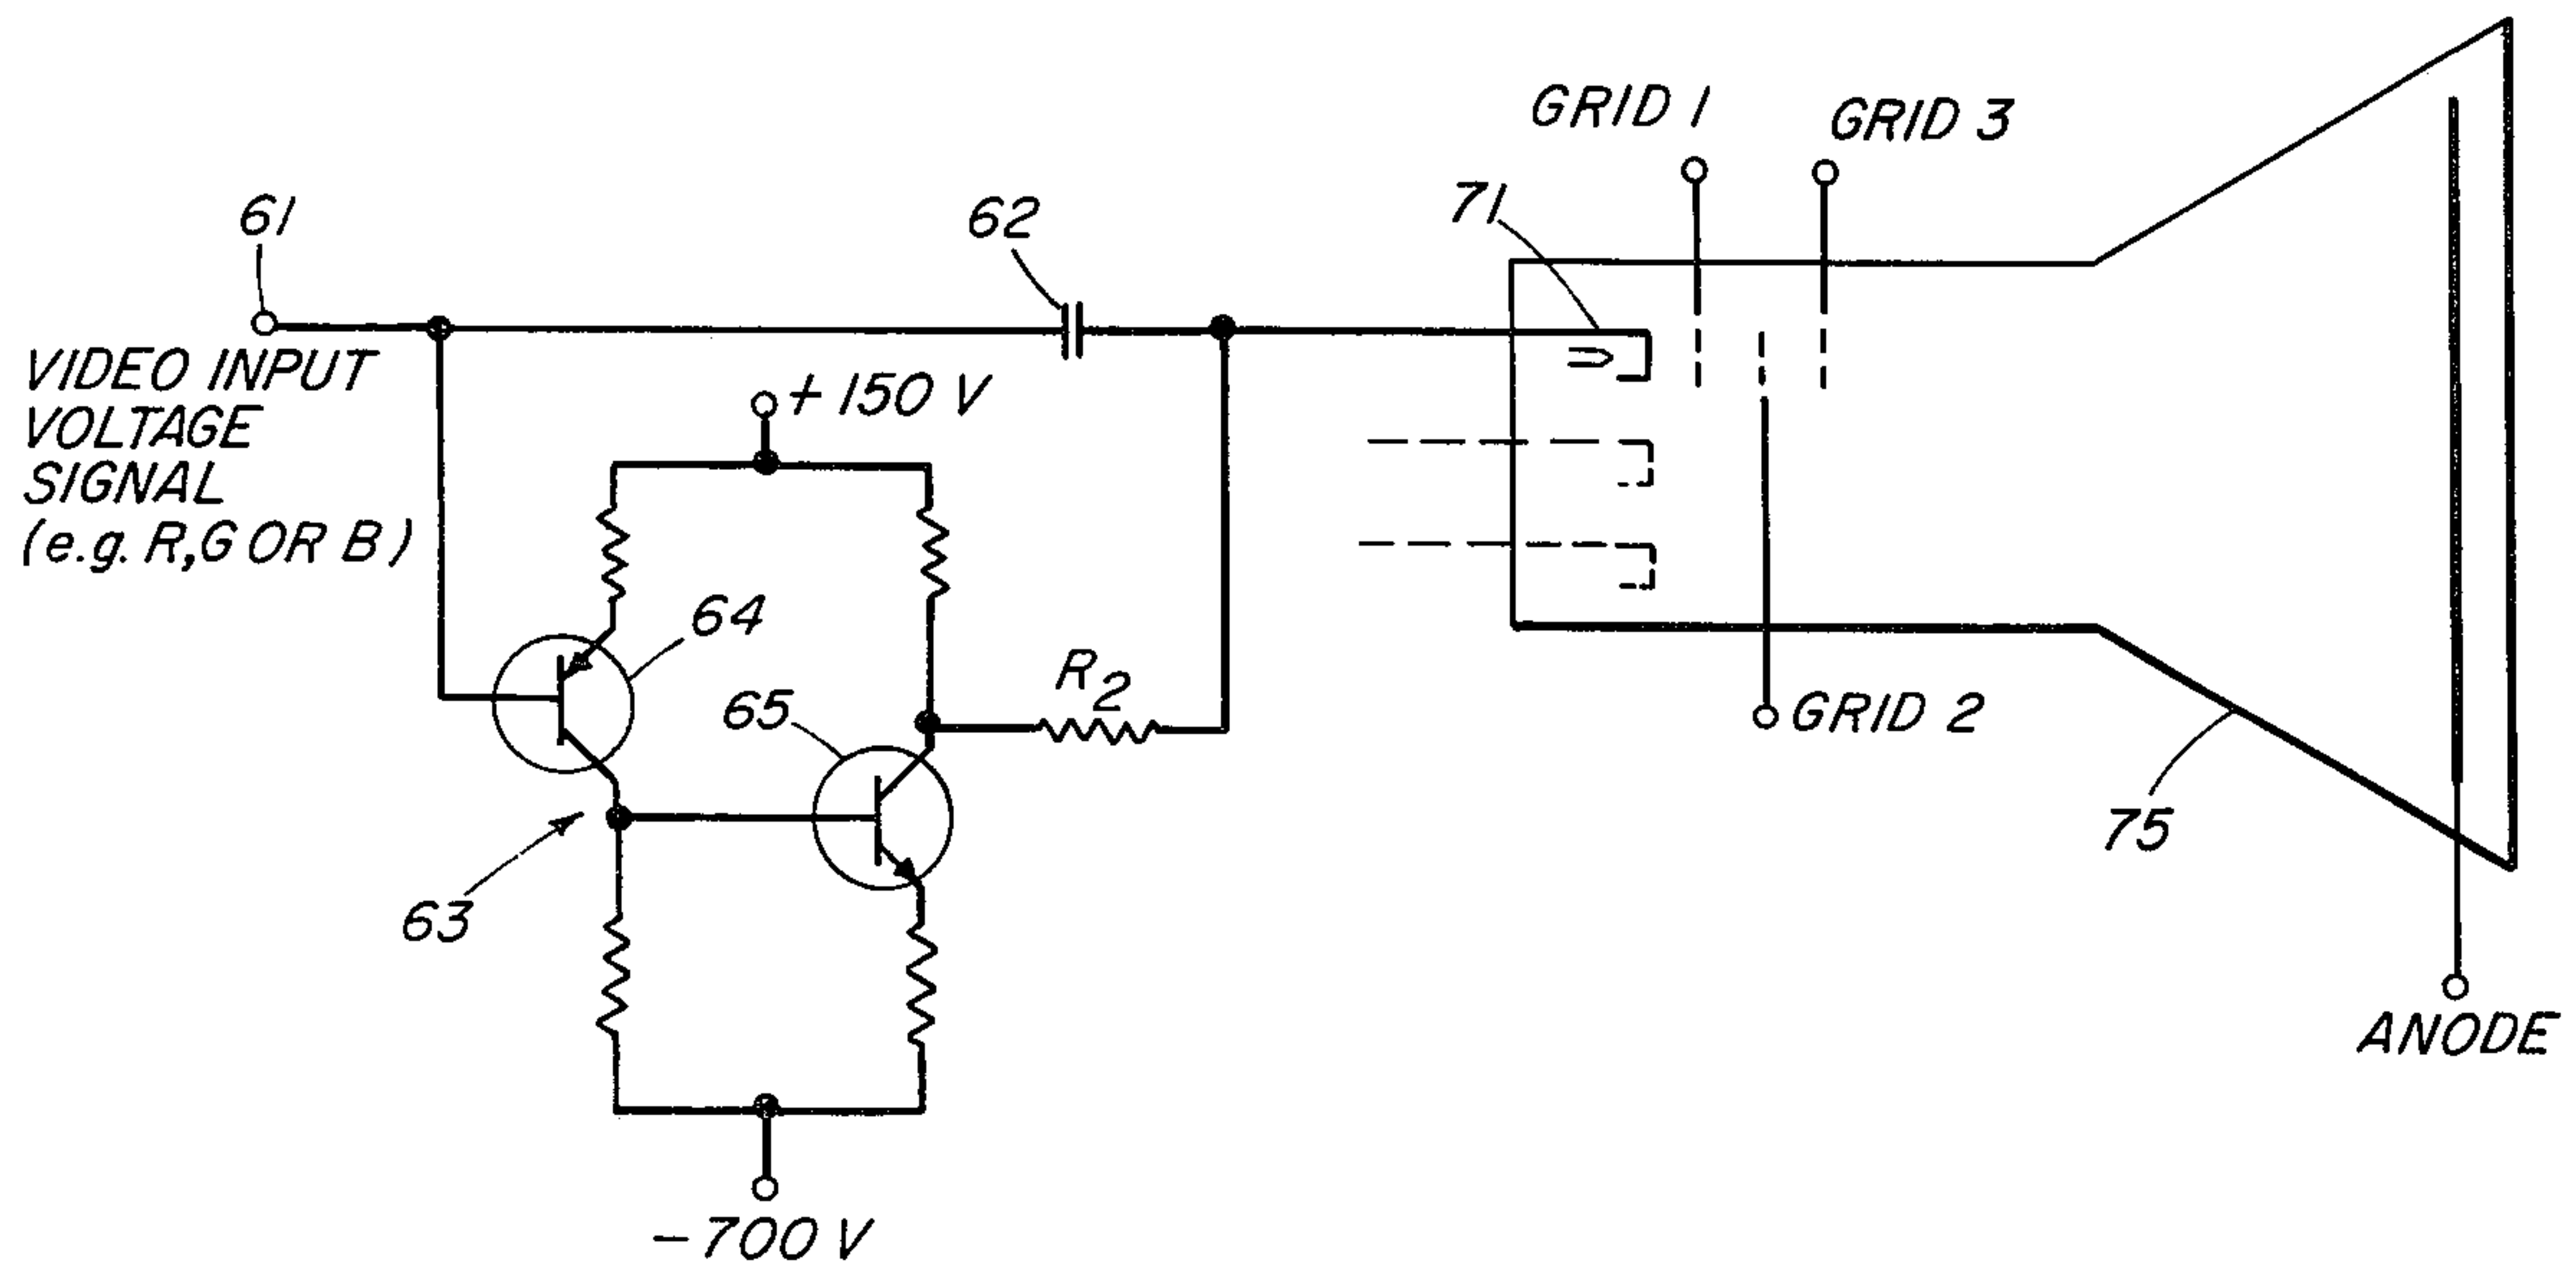 GRID 1
GRID 3
61
62
71
VIDEO INPUT
VOLTAGE
SIGNAL
(e.g. R,G OR B)
+150 V
64
65
R2
GRID 2
63
75
ANODE
-700 V